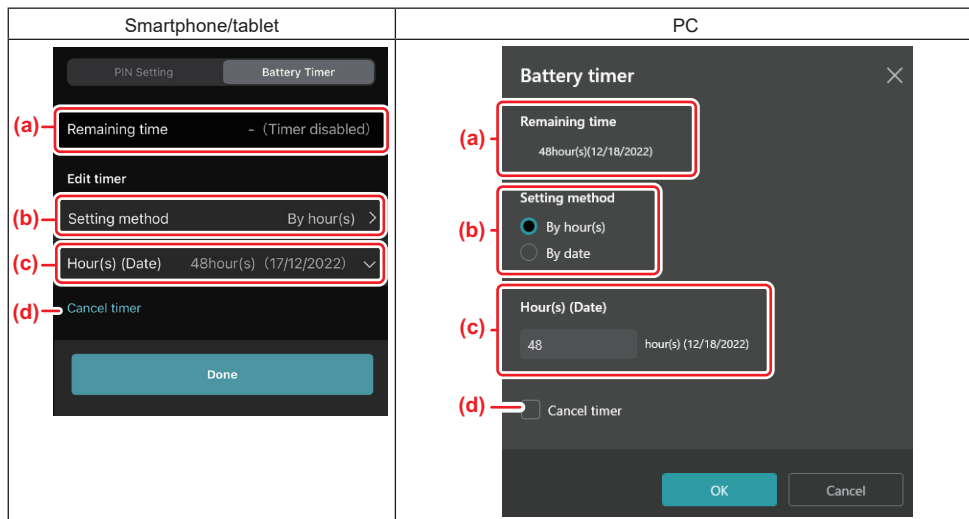 Smartphone/tablet
PC
PIN Setting Battery Timer
(a) Remaining time - (Timer disabled)
Edit timer
(b) Setting method By hour(s) >
(c) Hour(s) (Date) 48hour(s) (17/12/2022)
(d) Cancel timer
Done
Battery timer
(a) Remaining time
48hour(s)(12/18/2022)
Setting method
(b) By hour(s)
By date
Hour(s) (Date)
(c) 48 hour(s) (12/18/2022)
(d) Cancel timer
OK Cancel